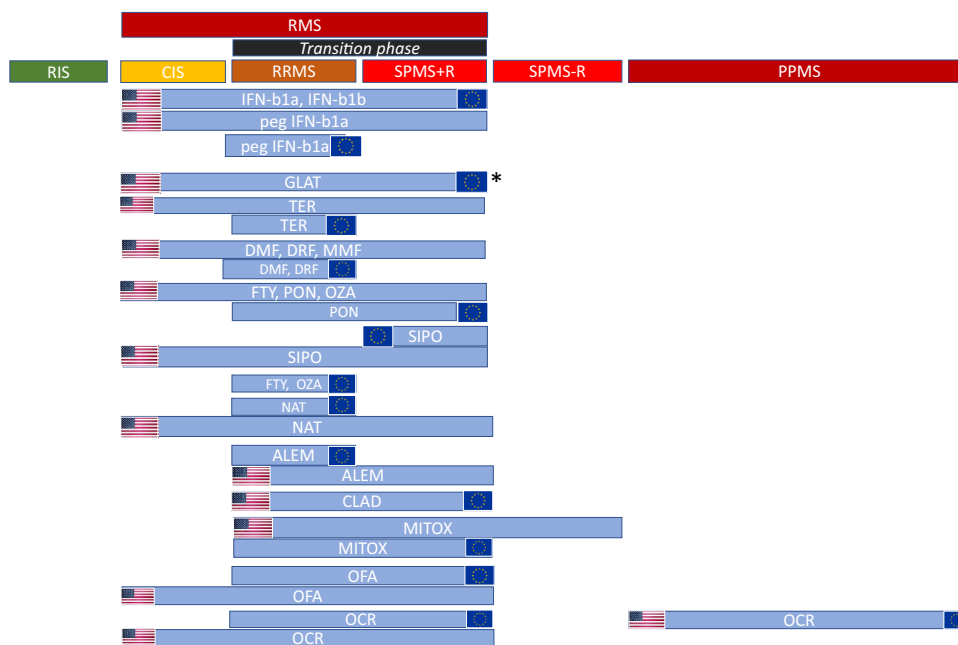 RMS
Transition phase
RIS CIS RRMS SPMS+R SPMS-R PPMS
IFN-b1a, IFN-b1b
peg IFN-b1a
peg IFN-b1a
GLAT *
TER
TER
DMF, DRF, MMF
DMF, DRF
FTY, PON, OZA
PON
SIPO
SIPO
FTY, OZA
NAT
NAT
ALEM
ALEM
CLAD
MITOX
MITOX
OFA
OFA
OCR OCR
OCR